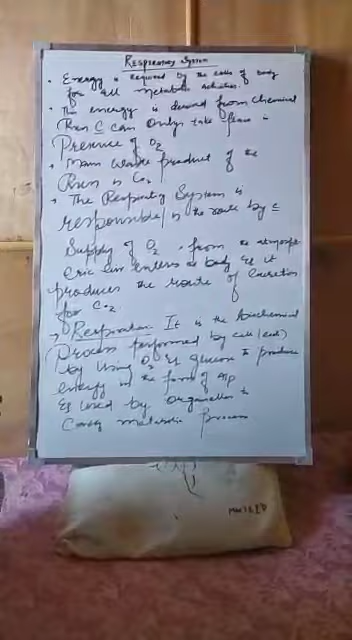 Respiratory System
• Energy is required by the cells of body
for all metabolic activities.
• This energy is derived from chemical
Rxn c̄ can only take place in
Presence of O2
• Main waste product of the
Rxn is Co2
→ The Respiratory System is
responsible / is the route by c̄
Supply of O2 from the atmosph
eric air enters the body & it
produces the route of Excretion
for Co2.
→ Respiration It is the biochemical
Process performed by cell
by using O2 & glucose to produce
energy in the form of ATP
& used by organelles to
Carry metabolic process